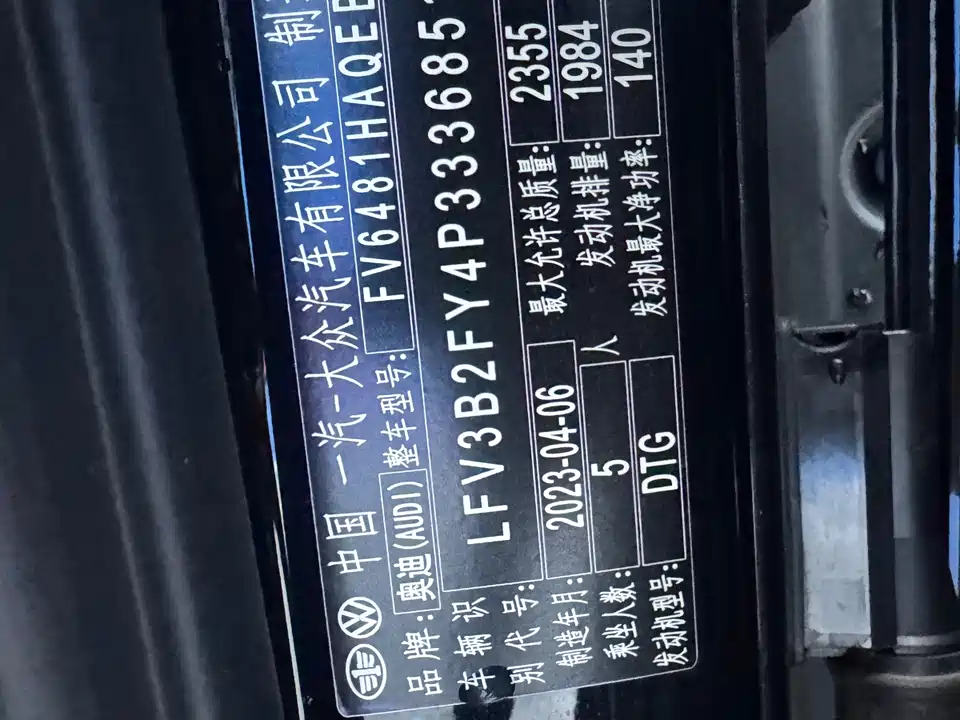 中国 一汽-大众汽车有限公司 制
品牌: 奥迪(AUDI) 整车型号: FV6481HAQE
车辆识别代号: LFV3B2FY4P333685
制造年月: 2023-04-06 最大允许总质量: 2355
乘坐人数: 5 人 发动机排量: 1984
发动机型号: DTG 发动机最大净功率: 140